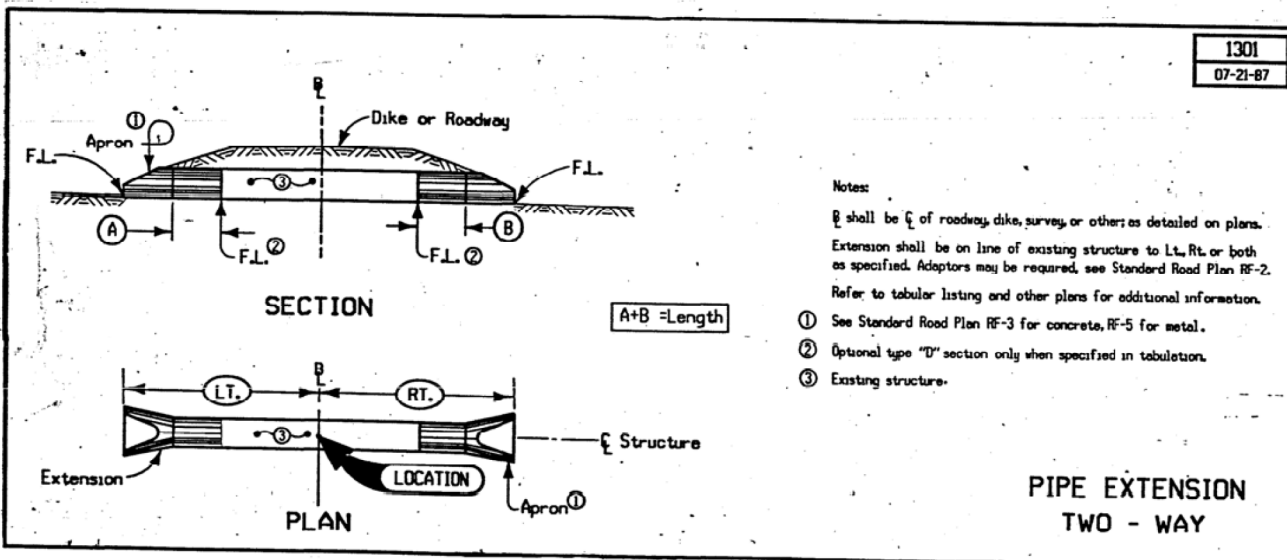 1301
07-21-87
B̲L
Dike or Roadway
①
Apron
F.L.
F.L.
③
A
B
F.L.②
F.L.②
SECTION
A+B =Length
Notes:
B̲L shall be C̲L of roadway, dike, survey, or other; as detailed on plans.
Extension shall be on line of existing structure to Lt., Rt. or both
as specified. Adaptors may be required, see Standard Road Plan RF-2.
Refer to tabular listing and other plans for additional information.
① See Standard Road Plan RF-3 for concrete, RF-5 for metal.
② Optional type "D" section only when specified in tabulation.
③ Existing structure.
B̲L
LT.
RT.
③
C̲L Structure
Extension
LOCATION
Apron①
PLAN
PIPE EXTENSION
TWO - WAY